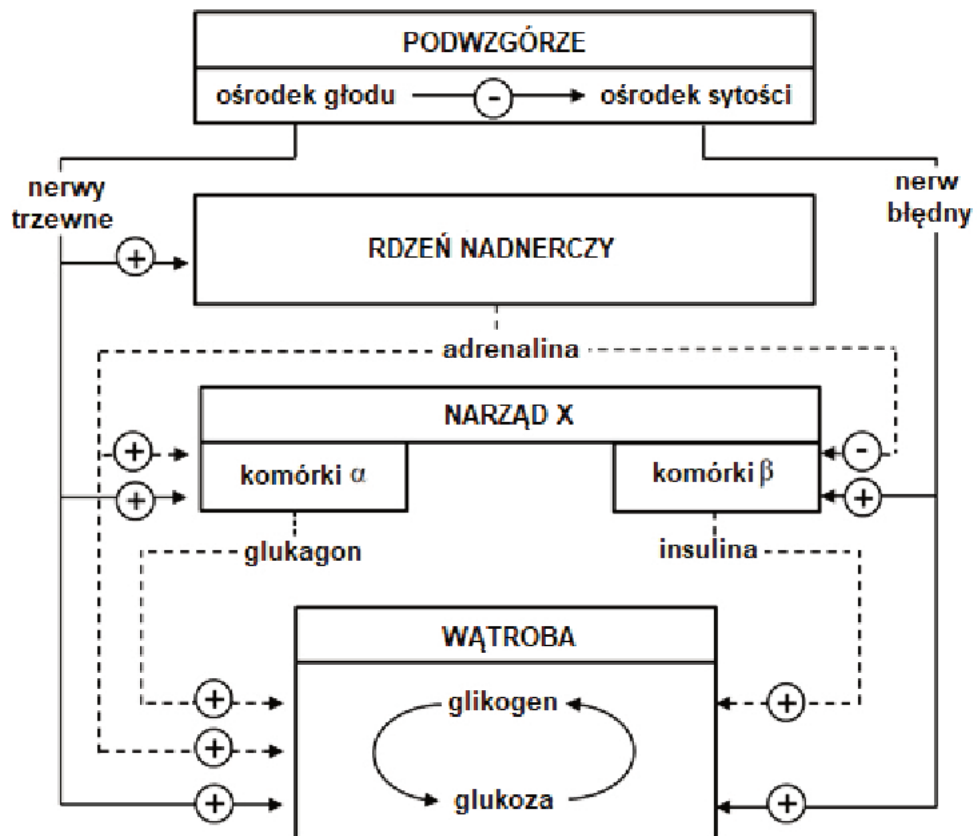 PODWZGÓRZE
ośrodek głodu - ośrodek sytości
nerwy
trzewne
nerw
błędny
+
RDZEŃ NADNERCZY
adrenalina
NARZĄD X
+
-
komórki α
komórki β
+
+
glukagon
insulina
WĄTROBA
+
glikogen
+
+
+
glukoza
+